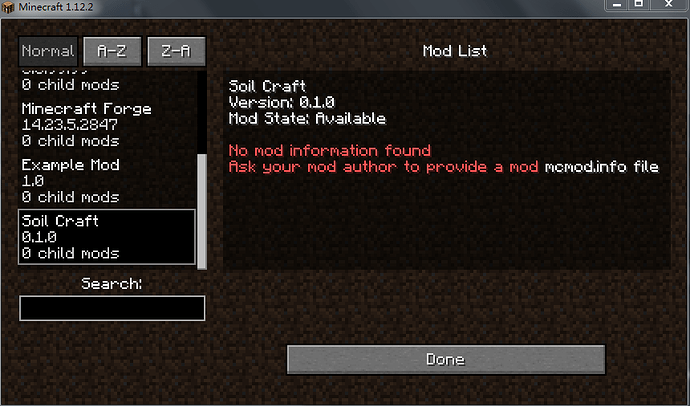 Minecraft 1.12.2
Normal A-Z Z-A
Mod List
0 child mods
Minecraft Forge
14.23.5.2847
0 child mods
Example Mod
1.0
0 child mods
Soil Craft
0.1.0
0 child mods
Search:
Soil Craft
Version: 0.1.0
Mod State: Available
No mod information found
Ask your mod author to provide a mod mcmod.info file
Done